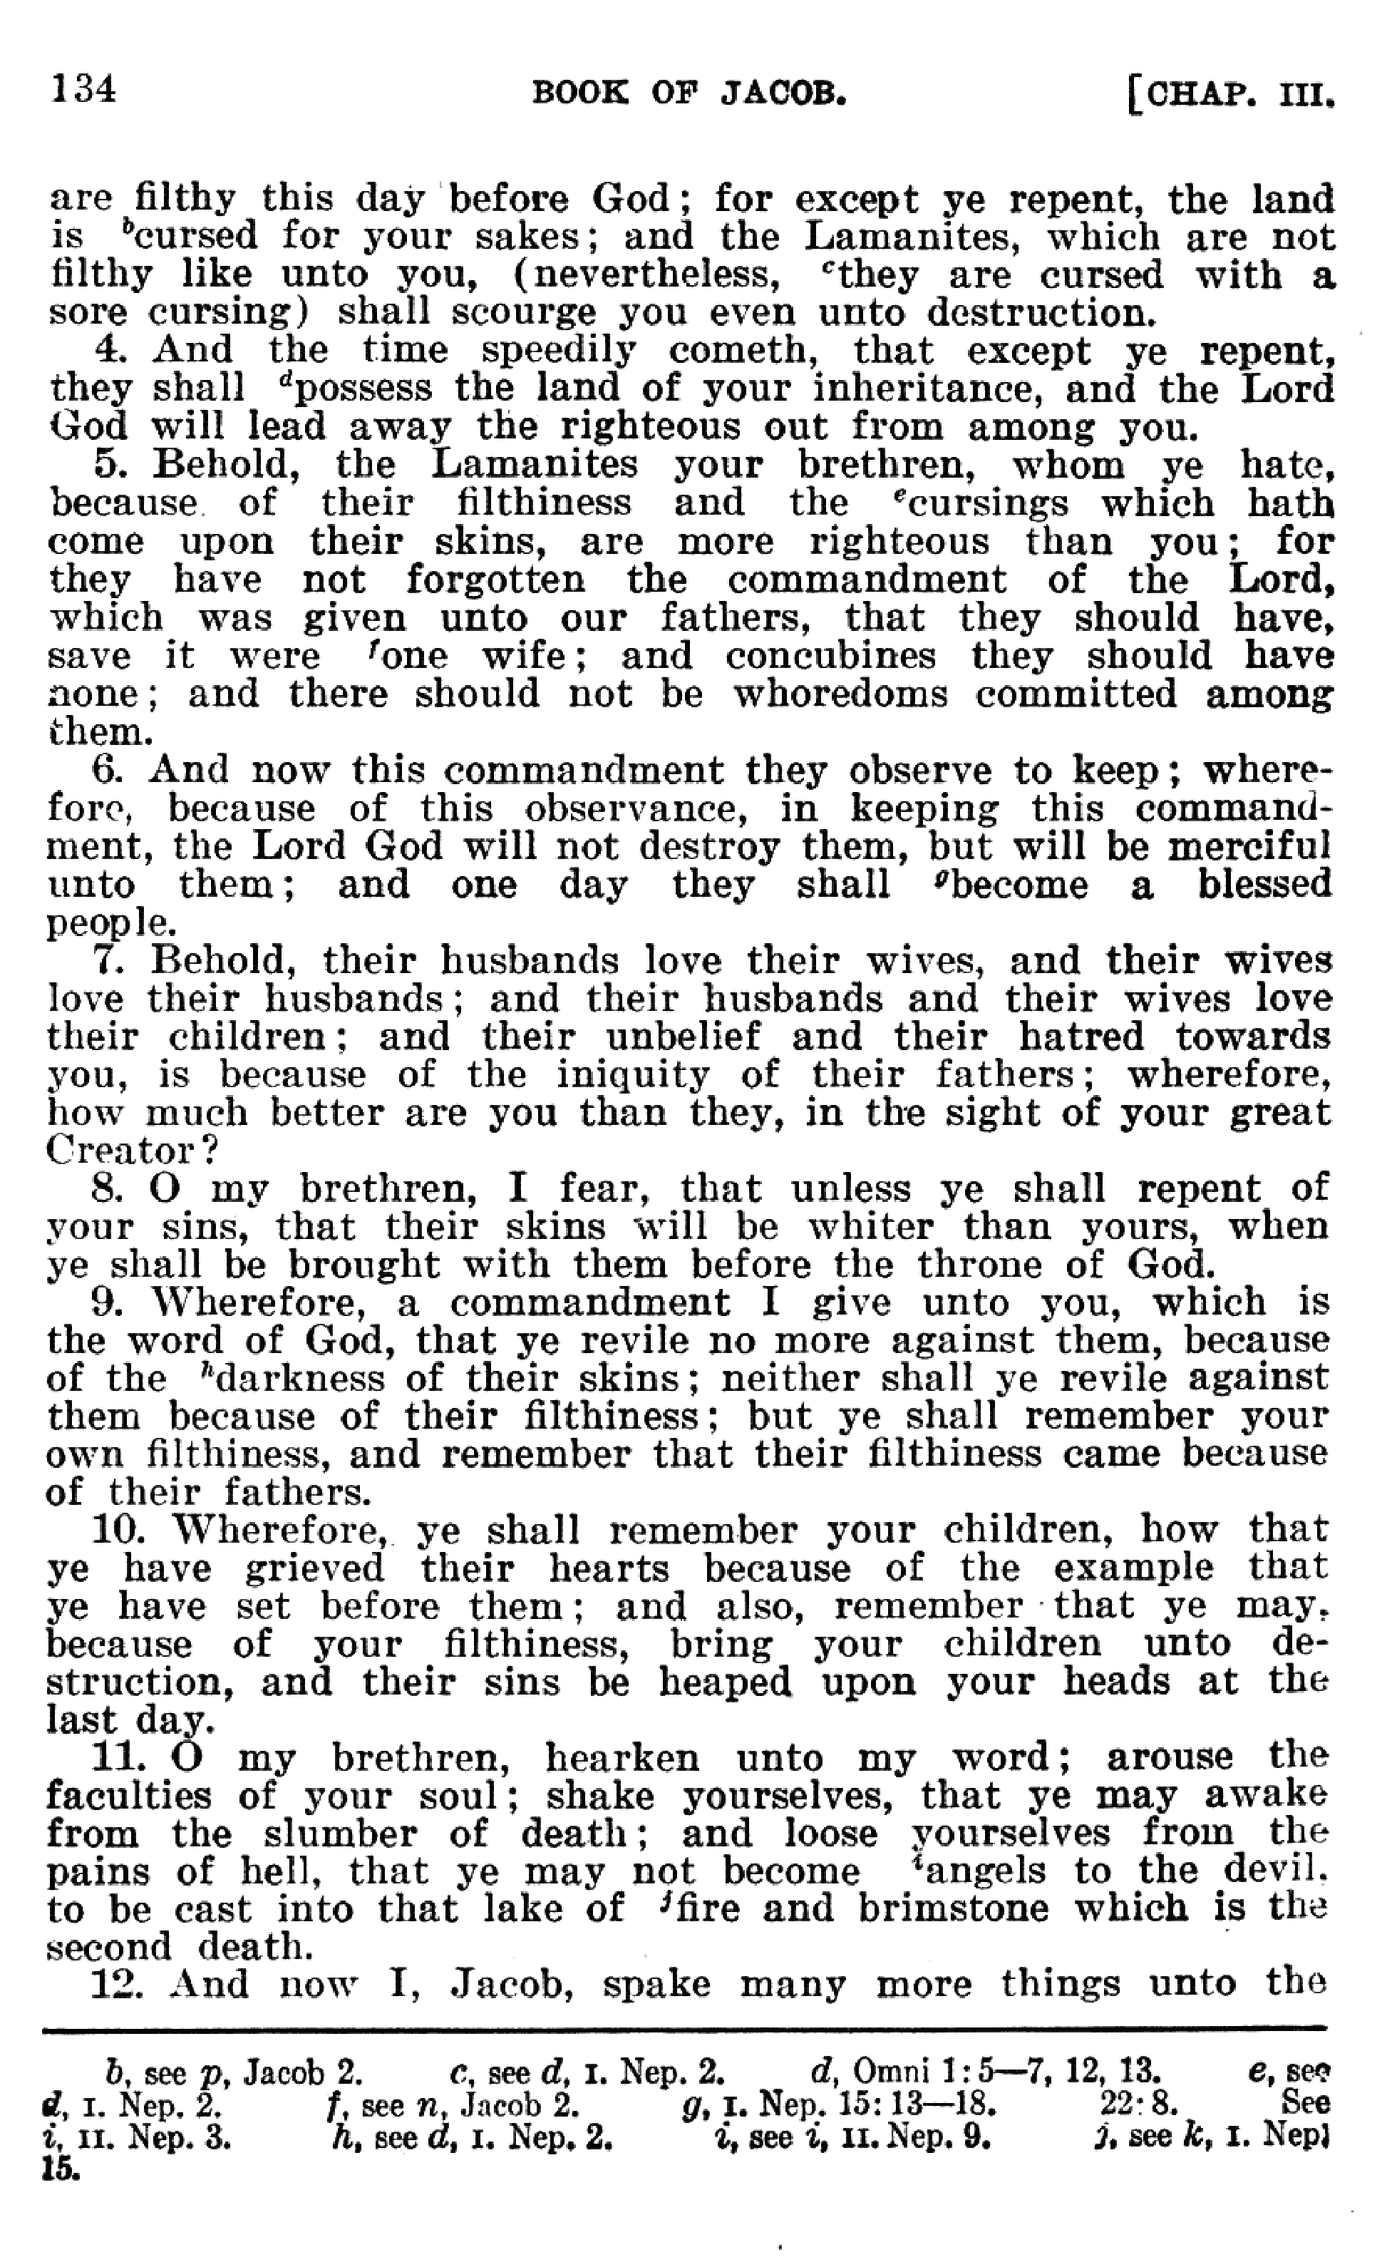 134 BOOK OF JACOB. [CHAP. III.
are filthy this day before God; for except ye repent, the land
is bcursed for your sakes; and the Lamanites, which are not
filthy like unto you, (nevertheless, cthey are cursed with a
sore cursing) shall scourge you even unto destruction.
4. And the time speedily cometh, that except ye repent,
they shall dpossess the land of your inheritance, and the Lord
God will lead away the righteous out from among you.
5. Behold, the Lamanites your brethren, whom ye hate,
because of their filthiness and the ecursings which hath
come upon their skins, are more righteous than you; for
they have not forgotten the commandment of the Lord,
which was given unto our fathers, that they should have,
save it were fone wife; and concubines they should have
none; and there should not be whoredoms committed among
them.
6. And now this commandment they observe to keep; where-
fore, because of this observance, in keeping this command-
ment, the Lord God will not destroy them, but will be merciful
unto them; and one day they shall gbecome a blessed
people.
7. Behold, their husbands love their wives, and their wives
love their husbands; and their husbands and their wives love
their children; and their unbelief and their hatred towards
you, is because of the iniquity of their fathers; wherefore,
how much better are you than they, in the sight of your great
Creator?
8. O my brethren, I fear, that unless ye shall repent of
your sins, that their skins will be whiter than yours, when
ye shall be brought with them before the throne of God.
9. Wherefore, a commandment I give unto you, which is
the word of God, that ye revile no more against them, because
of the hdarkness of their skins; neither shall ye revile against
them because of their filthiness; but ye shall remember your
own filthiness, and remember that their filthiness came because
of their fathers.
10. Wherefore, ye shall remember your children, how that
ye have grieved their hearts because of the example that
ye have set before them; and also, remember that ye may,
because of your filthiness, bring your children unto de-
struction, and their sins be heaped upon your heads at the
last day.
11. O my brethren, hearken unto my word; arouse the
faculties of your soul; shake yourselves, that ye may awake
from the slumber of death; and loose yourselves from the
pains of hell, that ye may not become iangels to the devil,
to be cast into that lake of jfire and brimstone which is the
second death.
12. And now I, Jacob, spake many more things unto the
b, see p, Jacob 2. c, see d, I. Nep. 2. d, Omni 1:5—7, 12, 13. e, see
d, I. Nep. 2. f, see n, Jacob 2. g, I. Nep. 15:13—18. 22:8. See
i, II. Nep. 3. h, see d, I. Nep. 2. i, see i, II. Nep. 9. j, see k, I. Nep
15.